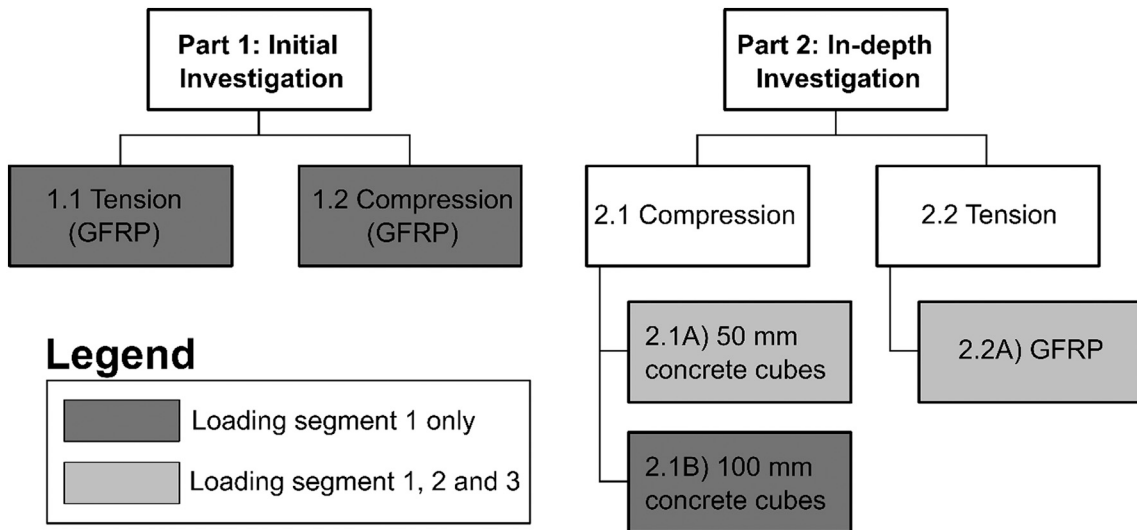 Part 1: Initial
Investigation
1.1 Tension
(GFRP)
1.2 Compression
(GFRP)
Part 2: In-depth
Investigation
2.1 Compression
2.2 Tension
2.1A) 50 mm
concrete cubes
2.2A) GFRP
2.1B) 100 mm
concrete cubes
Legend
Loading segment 1 only
Loading segment 1, 2 and 3